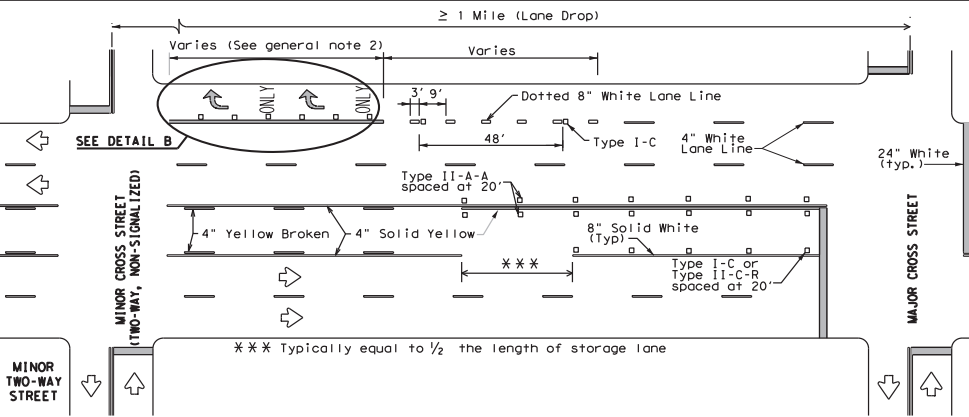 ≥ 1 Mile (Lane Drop)
Varies (See general note 2)
Varies
ONLY
ONLY
3' 9'
Dotted 8" White Lane Line
SEE DETAIL B
48'
Type I-C
4" White
Lane Line
24" White
(typ.)
Type II-A-A
spaced at 20'
4" Yellow Broken
4" Solid Yellow
8" Solid White
(Typ)
***
Type I-C or
Type II-C-R
spaced at 20'
MINOR CROSS STREET
(TWO-WAY, NON-SIGNALIZED)
MAJOR CROSS STREET
*** Typically equal to ½ the length of storage lane
MINOR
TWO-WAY
STREET